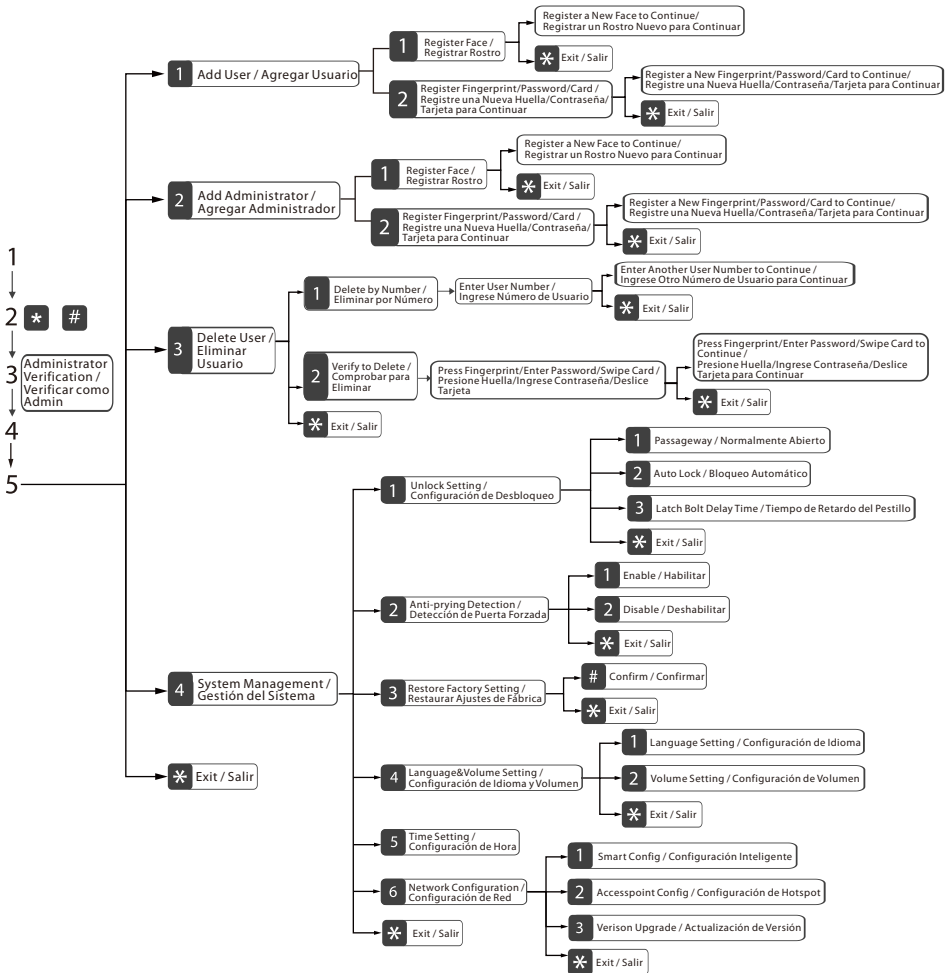 1
2 * #
3 Administrator
Verification /
Verificar como
Admin
4
5
1 Add User / Agregar Usuario
1 Register Face /
Registrar Rostro
Register a New Face to Continue/
Registrar un Rostro Nuevo para Continuar
* Exit / Salir
2 Register Fingerprint/Password/Card /
Registre una Nueva Huella/Contraseña/
Tarjeta para Continuar
Register a New Fingerprint/Password/Card to Continue/
Registre una Nueva Huella/Contraseña/Tarjeta para Continuar
* Exit / Salir
2 Add Administrator /
Agregar Administrador
1 Register Face /
Registrar Rostro
Register a New Face to Continue/
Registrar un Rostro Nuevo para Continuar
* Exit / Salir
2 Register Fingerprint/Password/Card /
Registre una Nueva Huella/Contraseña/
Tarjeta para Continuar
Register a New Fingerprint/Password/Card to Continue/
Registre una Nueva Huella/Contraseña/Tarjeta para Continuar
* Exit / Salir
3 Delete User /
Eliminar
Usuario
1 Delete by Number /
Eliminar por Número
Enter User Number /
Ingrese Número de Usuario
Enter Another User Number to Continue /
Ingrese Otro Número de Usuario para Continuar
* Exit / Salir
2 Verify to Delete /
Comprobar para
Eliminar
Press Fingerprint/Enter Password/Swipe Card /
Presione Huella/Ingrese Contraseña/Deslice
Tarjeta
Press Fingerprint/Enter Password/Swipe Card to
Continue /
Presione Huella/Ingrese Contraseña/Deslice
Tarjeta para Continuar
* Exit / Salir
* Exit / Salir
4 System Management /
Gestión del Sistema
1 Unlock Setting /
Configuración de Desbloqueo
1 Passageway / Normalmente Abierto
2 Auto Lock / Bloqueo Automático
3 Latch Bolt Delay Time / Tiempo de Retardo del Pestillo
* Exit / Salir
2 Anti-prying Detection /
Detección de Puerta Forzada
1 Enable / Habilitar
2 Disable / Deshabilitar
* Exit / Salir
3 Restore Factory Setting /
Restaurar Ajustes de Fábrica
# Confirm / Confirmar
* Exit / Salir
4 Language&Volume Setting /
Configuración de Idioma y Volumen
1 Language Setting / Configuración de Idioma
2 Volume Setting / Configuración de Volumen
* Exit / Salir
5 Time Setting /
Configuración de Hora
6 Network Configuration /
Configuración de Red
1 Smart Config / Configuración Inteligente
2 Accesspoint Config / Configuración de Hotspot
3 Verison Upgrade / Actualización de Versión
* Exit / Salir
* Exit / Salir
* Exit / Salir